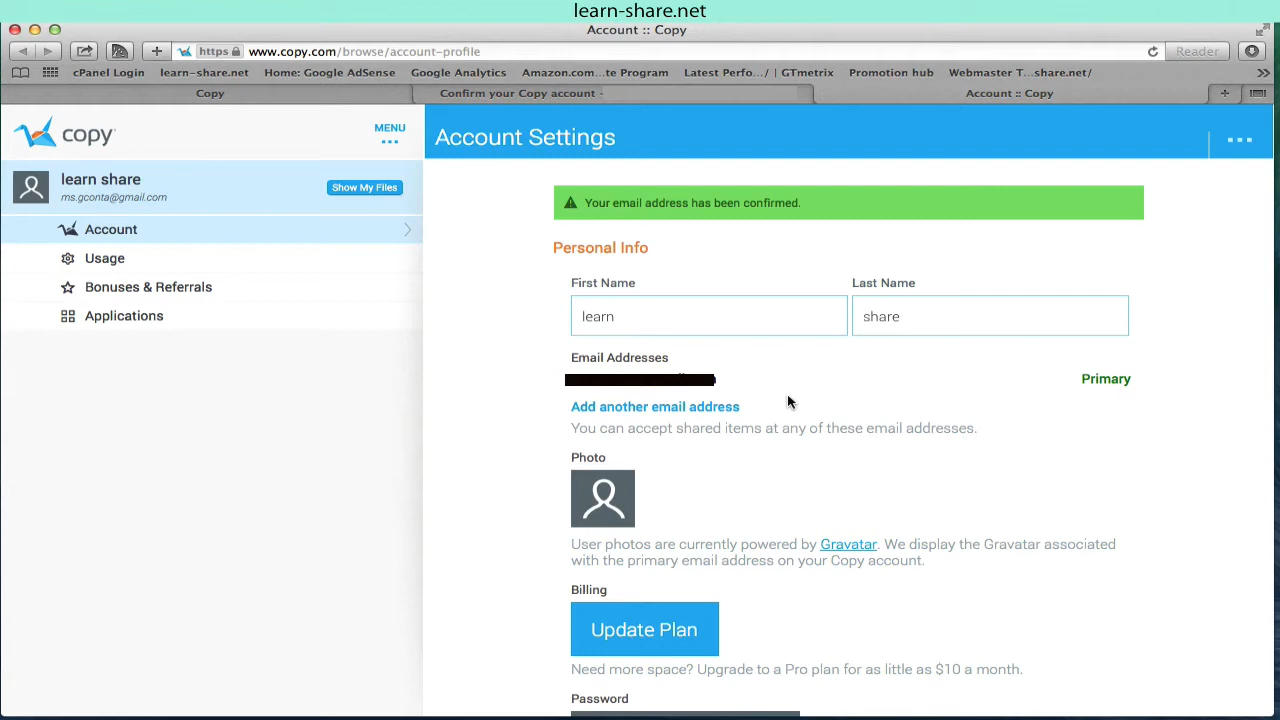 learn-share.net
Account :: Copy
https www.copy.com/browse/account-profile Reader
cPanel Login learn-share.net Home: Google AdSense Google Analytics Amazon.com...te Program Latest Perfo.../ | GTmetrix Promotion hub Webmaster T...share.net/
Copy Confirm your Copy account - Account :: Copy
copy
MENU
Account Settings
learn share
ms.gconta@gmail.com
Show My Files
Account
Usage
Bonuses & Referrals
Applications
Your email address has been confirmed.
Personal Info
First Name Last Name
learn share
Email Addresses
Primary
Add another email address
You can accept shared items at any of these email addresses.
Photo
User photos are currently powered by Gravatar. We display the Gravatar associated
with the primary email address on your Copy account.
Billing
Update Plan
Need more space? Upgrade to a Pro plan for as little as $10 a month.
Password